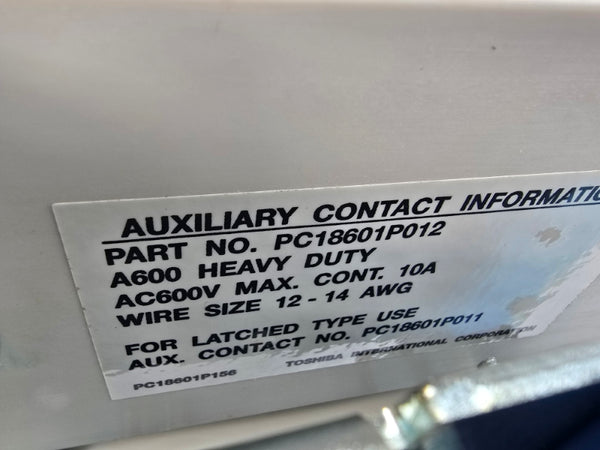 AUXILIARY CONTACT INFORMATIO
PART NO. PC18601P012
A600 HEAVY DUTY
AC600V MAX. CONT. 10A
WIRE SIZE 12 - 14 AWG
FOR LATCHED TYPE USE
AUX. CONTACT NO. PC18601P011
PC18601P156 TOSHIBA INTERNATIONAL CORPORATION